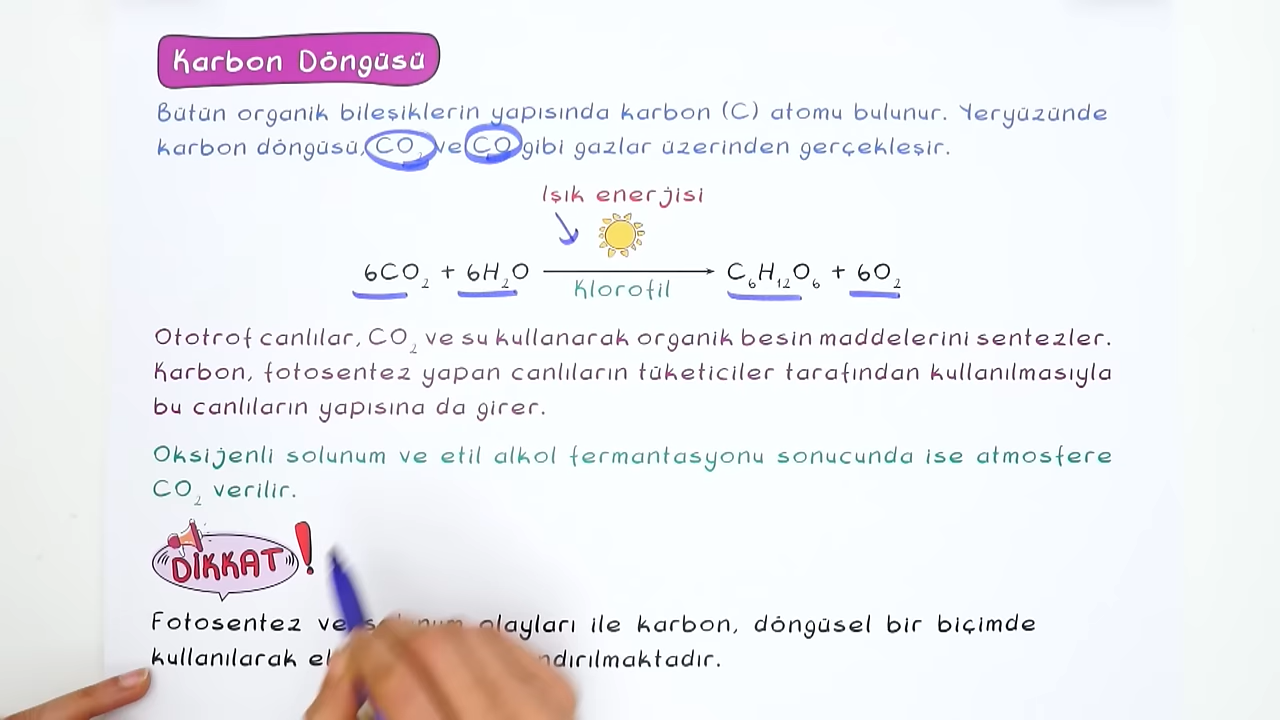 Karbon Döngüsü
Bütün organik bileşiklerin yapısında karbon (C) atomu bulunur. Yeryüzünde
karbon döngüsü, CO₂ ve CO gibi gazlar üzerinden gerçekleşir.
Işık enerjisi
6CO₂ + 6H₂O → C₆H₁₂O₆ + 6O₂
Klorofil
Ototrof canlılar, CO₂ ve su kullanarak organik besin maddelerini sentezler.
Karbon, fotosentez yapan canlıların tüketiciler tarafından kullanılmasıyla
bu canlıların yapısına da girer.
Oksijenli solunum ve etil alkol fermantasyonu sonucunda ise atmosfere
CO₂ verilir.
DİKKAT!
Fotosentez ve solunum olayları ile karbon, döngüsel bir biçimde
kullanılarak